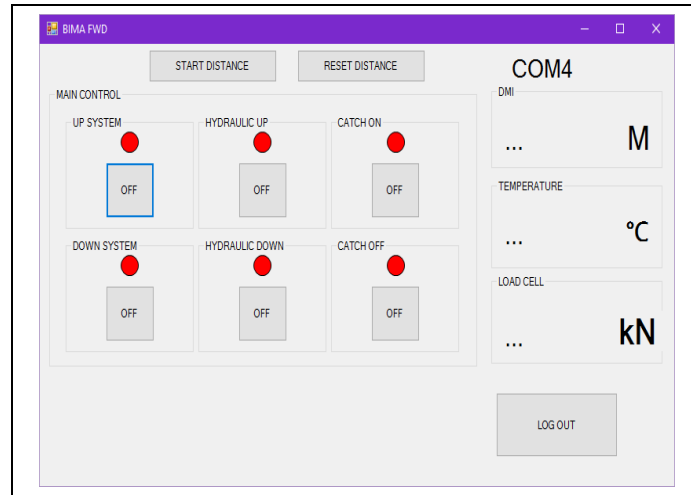 BIMA FWD
START DISTANCE
RESET DISTANCE
COM4
MAIN CONTROL
UP SYSTEM
OFF
HYDRAULIC UP
OFF
CATCH ON
OFF
DOWN SYSTEM
OFF
HYDRAULIC DOWN
OFF
CATCH OFF
OFF
DMI
... M
TEMPERATURE
... °C
LOAD CELL
... kN
LOG OUT